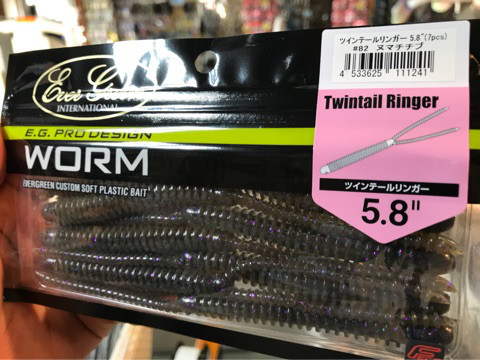 ツインテールリンガー 5.8"(7pcs)
#82 ヌマチチブ
4 533625 111241
Ever Green
INTERNATIONAL
E.G. PRO DESIGN
WORM
EVERGREEN CUSTOM SOFT PLASTIC BAIT
Twintail Ringer
ツインテールリンガー
5.8"